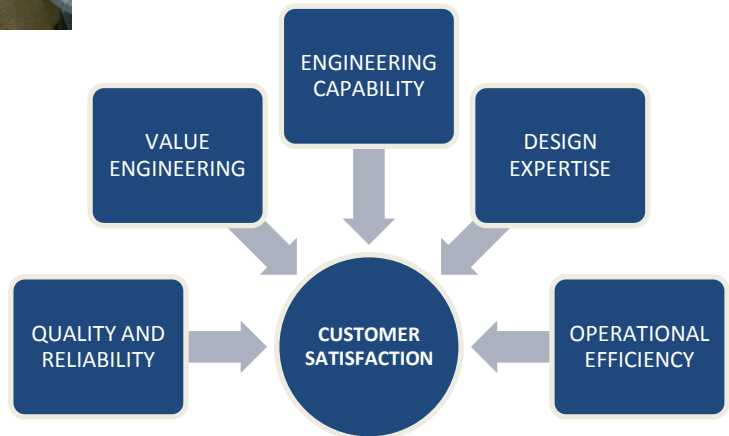 ENGINEERING
CAPABILITY
VALUE
ENGINEERING
DESIGN
EXPERTISE
QUALITY AND
RELIABILITY
CUSTOMER
SATISFACTION
OPERATIONAL
EFFICIENCY